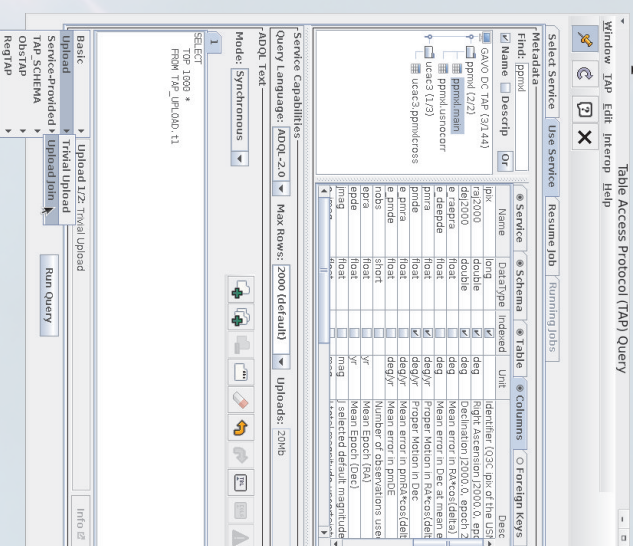 Table Access Protocol (TAP) Query
Window TAP Edit Interop Help
Select Service Use Service Resume Job Running Jobs
Metadata
Find: ppmxl
Name Descrip Or
GAVO DC TAP (3/144)
ppmxl (2/2)
ppmxl.main
ppmxl.usnocorr
ucac3 (1/3)
ucac3.ppmxlcross
Service Schema Table Columns Foreign Keys
Name DataType Indexed Unit Desc
ipix long Identifier (Q3C ipix of the USN
raj2000 double deg Right Ascension J2000.0, epo
dej2000 double deg Declination J2000.0, epoch 2
e_raepra float deg Mean error in RA*cos(delta)
e_deepde float deg Mean error in Dec at mean e
pmra float deg/yr Proper Motion in RA*cos(delt
pmde float deg/yr Proper Motion in Dec
e_pmra float deg/yr Mean error in pmRA*cos(delt
e_pmde float deg/yr Mean error in pmDE
nobs short Number of observations used
epra float yr Mean Epoch (RA)
epde float yr Mean Epoch (Dec)
jmag float mag J selected default magnitude
Service Capabilities
Query Language: ADQL-2.0 Max Rows: 2000 (default) Uploads: 20Mb
ADQL Text
Mode: Synchronous
1
SELECT
TOP 1000 *
FROM TAP_UPLOAD.t1
Basic
Upload
Service-Provided
TAP_SCHEMA
ObsTAP
RegTAP
Upload 1/2: Trivial Upload
Trivial Upload
Upload Join
Info
Run Query